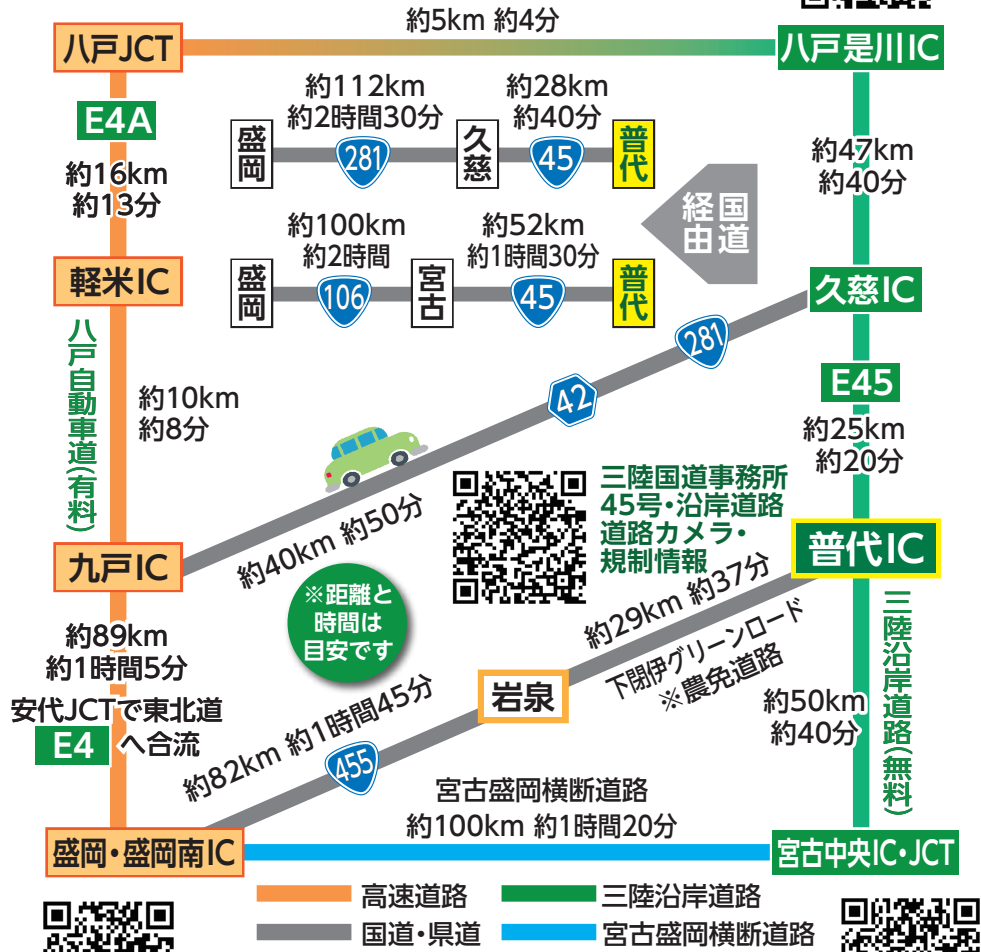 約5km 約4分
八戸JCT
八戸是川IC
E4A
約16km
約13分
約112km
約2時間30分
約28km
約40分
盛岡
281
久慈
45
普代
約47km
約40分
国道
経由
約100km
約2時間
約52km
約1時間30分
盛岡
106
宮古
45
普代
軽米IC
久慈IC
281
42
八戸自動車道(有料)
約10km
約8分
E45
約25km
約20分
三陸国道事務所
45号・沿岸道路
道路カメラ・
規制情報
約40km 約50分
九戸IC
普代IC
※距離と
時間は
目安です
約29km 約37分
下閉伊グリーンロード
※農免道路
約89km
約1時間5分
安代JCTで東北道
E4 へ合流
岩泉
約82km 約1時間45分
455
約50km
約40分
三陸沿岸道路(無料)
宮古盛岡横断道路
約100km 約1時間20分
盛岡・盛岡南IC
宮古中央IC・JCT
高速道路
三陸沿岸道路
国道・県道
宮古盛岡横断道路